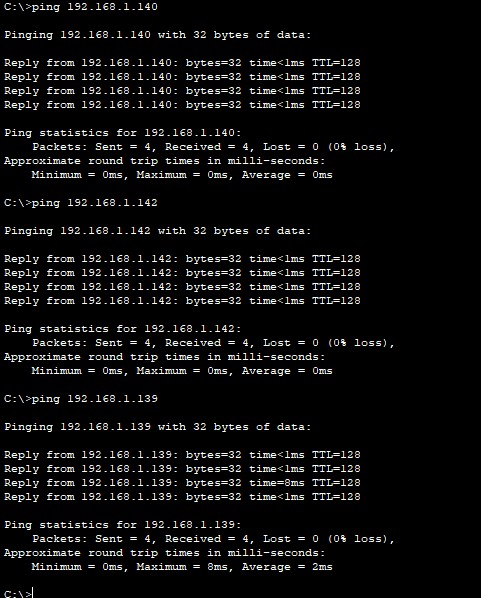 C:\>ping 192.168.1.140
Pinging 192.168.1.140 with 32 bytes of data:
Reply from 192.168.1.140: bytes=32 time<1ms TTL=128
Reply from 192.168.1.140: bytes=32 time<1ms TTL=128
Reply from 192.168.1.140: bytes=32 time<1ms TTL=128
Reply from 192.168.1.140: bytes=32 time<1ms TTL=128
Ping statistics for 192.168.1.140:
    Packets: Sent = 4, Received = 4, Lost = 0 (0% loss),
Approximate round trip times in milli-seconds:
    Minimum = 0ms, Maximum = 0ms, Average = 0ms
C:\>ping 192.168.1.142
Pinging 192.168.1.142 with 32 bytes of data:
Reply from 192.168.1.142: bytes=32 time<1ms TTL=128
Reply from 192.168.1.142: bytes=32 time<1ms TTL=128
Reply from 192.168.1.142: bytes=32 time<1ms TTL=128
Reply from 192.168.1.142: bytes=32 time<1ms TTL=128
Ping statistics for 192.168.1.142:
    Packets: Sent = 4, Received = 4, Lost = 0 (0% loss),
Approximate round trip times in milli-seconds:
    Minimum = 0ms, Maximum = 0ms, Average = 0ms
C:\>ping 192.168.1.139
Pinging 192.168.1.139 with 32 bytes of data:
Reply from 192.168.1.139: bytes=32 time<1ms TTL=128
Reply from 192.168.1.139: bytes=32 time<1ms TTL=128
Reply from 192.168.1.139: bytes=32 time=8ms TTL=128
Reply from 192.168.1.139: bytes=32 time<1ms TTL=128
Ping statistics for 192.168.1.139:
    Packets: Sent = 4, Received = 4, Lost = 0 (0% loss),
Approximate round trip times in milli-seconds:
    Minimum = 0ms, Maximum = 8ms, Average = 2ms
C:\>